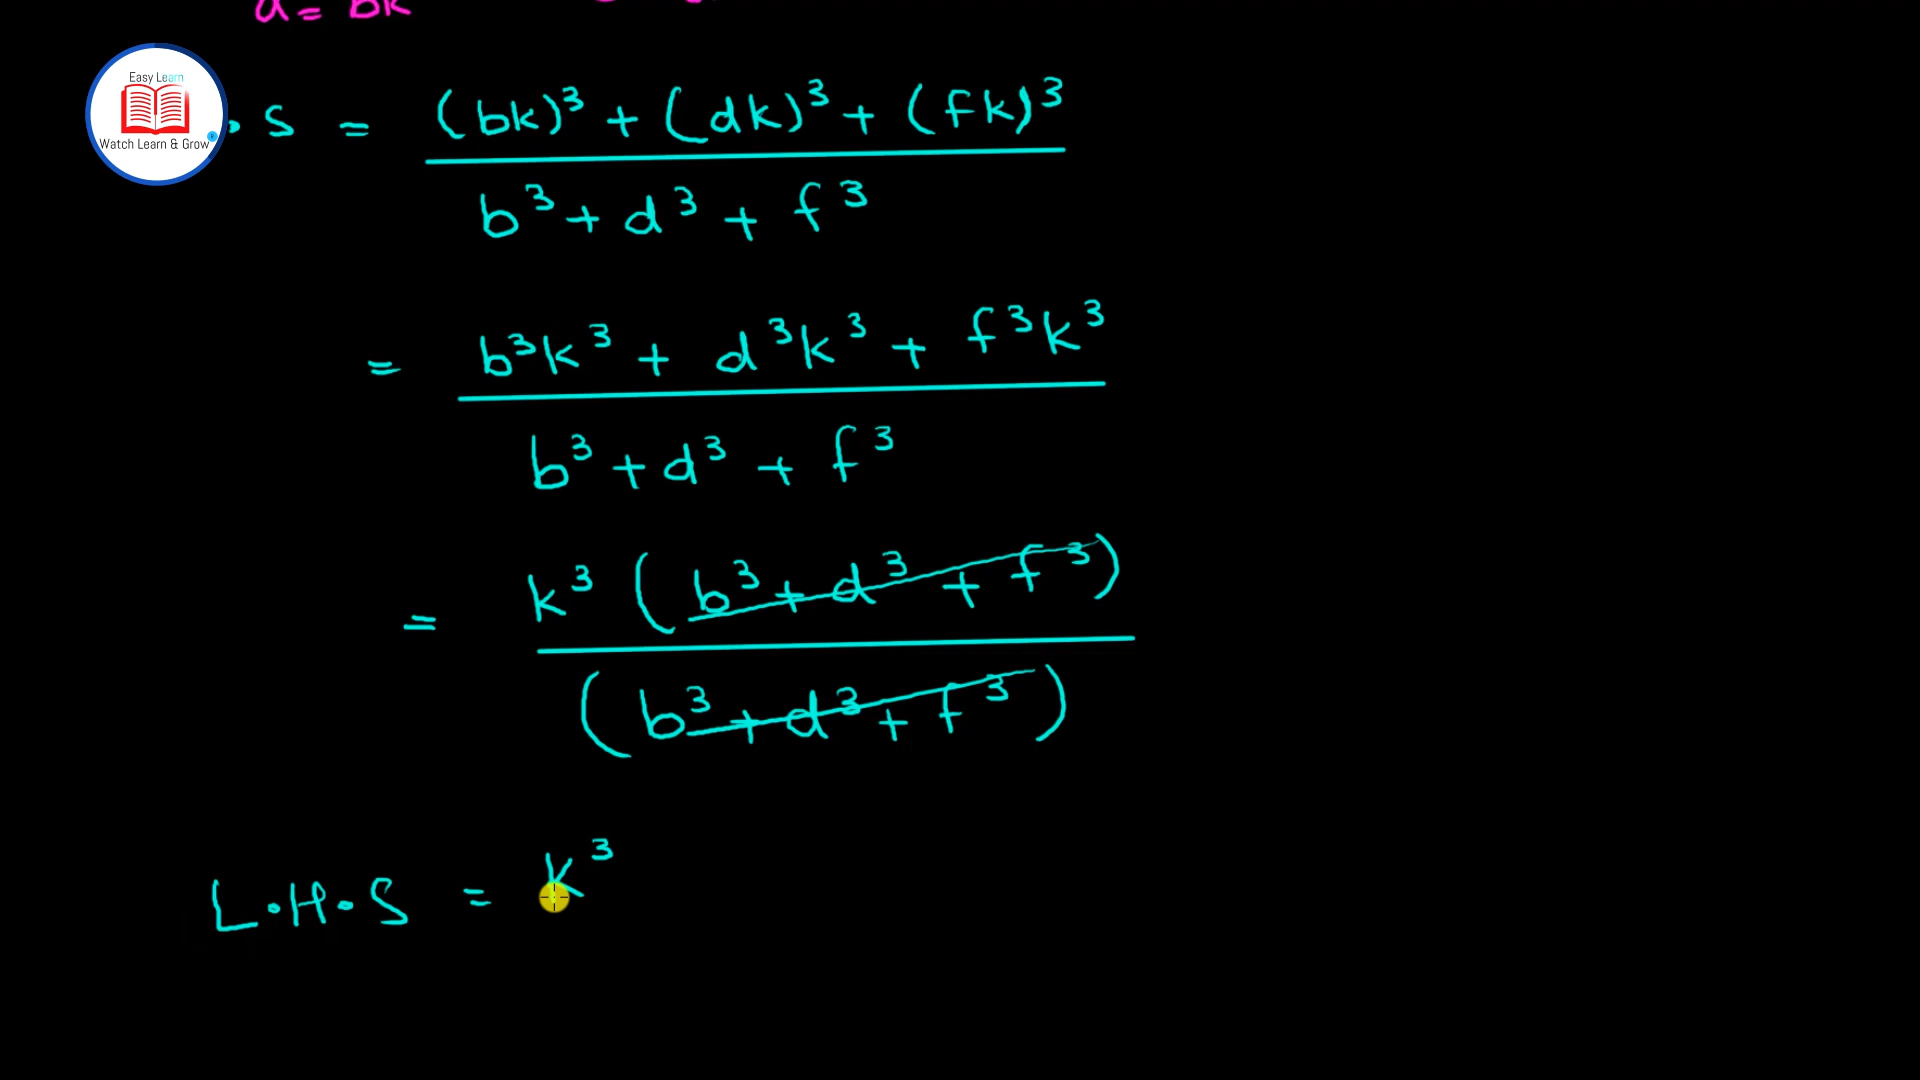 a = bk
Easy Learn
Watch Learn & Grow
. S = (bk)³ + (dk)³ + (fk)³
b³ + d³ + f³
= b³k³ + d³k³ + f³k³
b³ + d³ + f³
= k³ (b³ + d³ + f³)
(b³ + d³ + f³)
L.H.S = k³